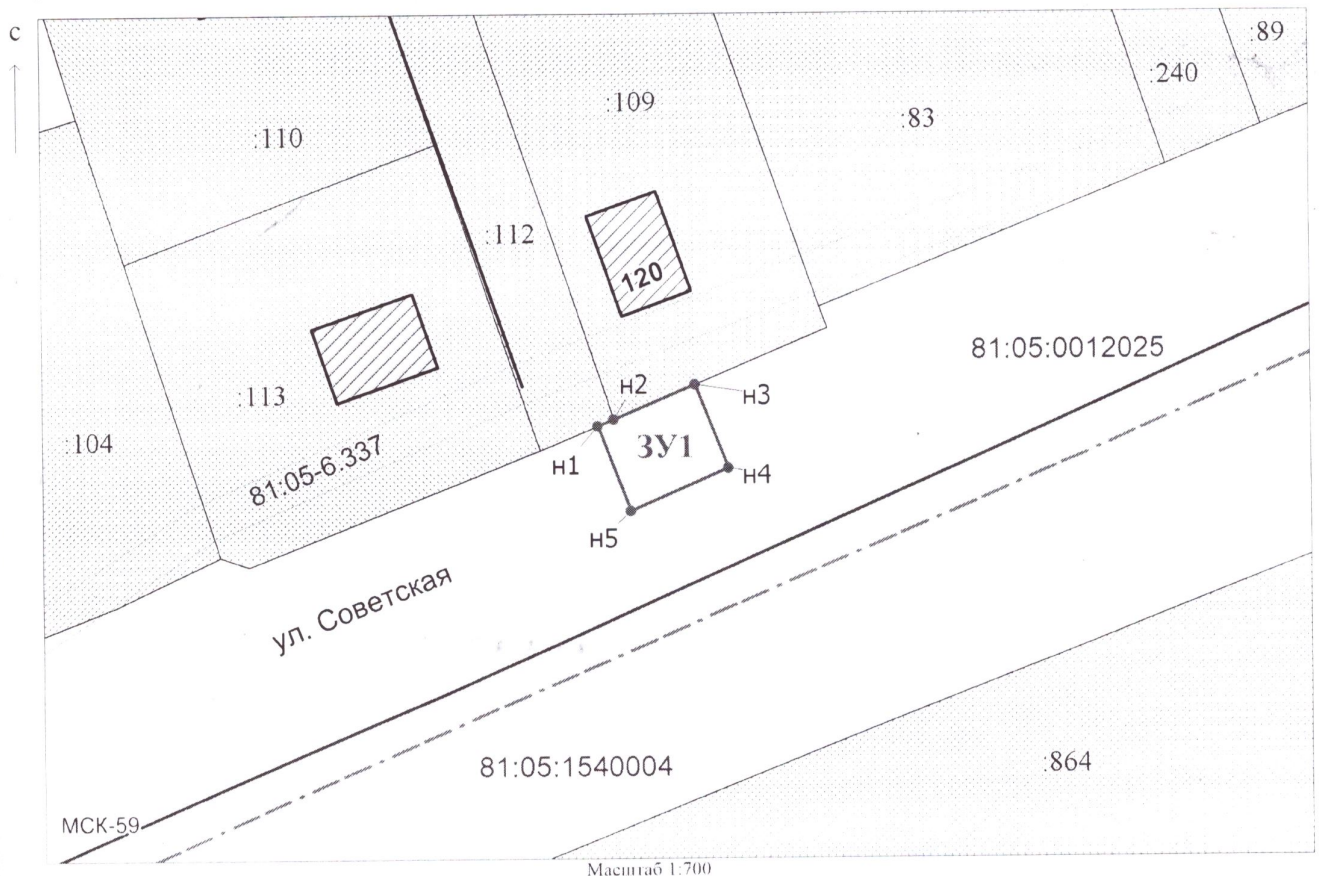 с
:89
:240
:109
:83
:110
:112
120
81:05:0012025
н2
н3
:113
:104
ЗУ1
н1
н4
81:05-6.337
н5
ул. Советская
81:05:1540004
:864
МСК-59
Масштаб 1:700